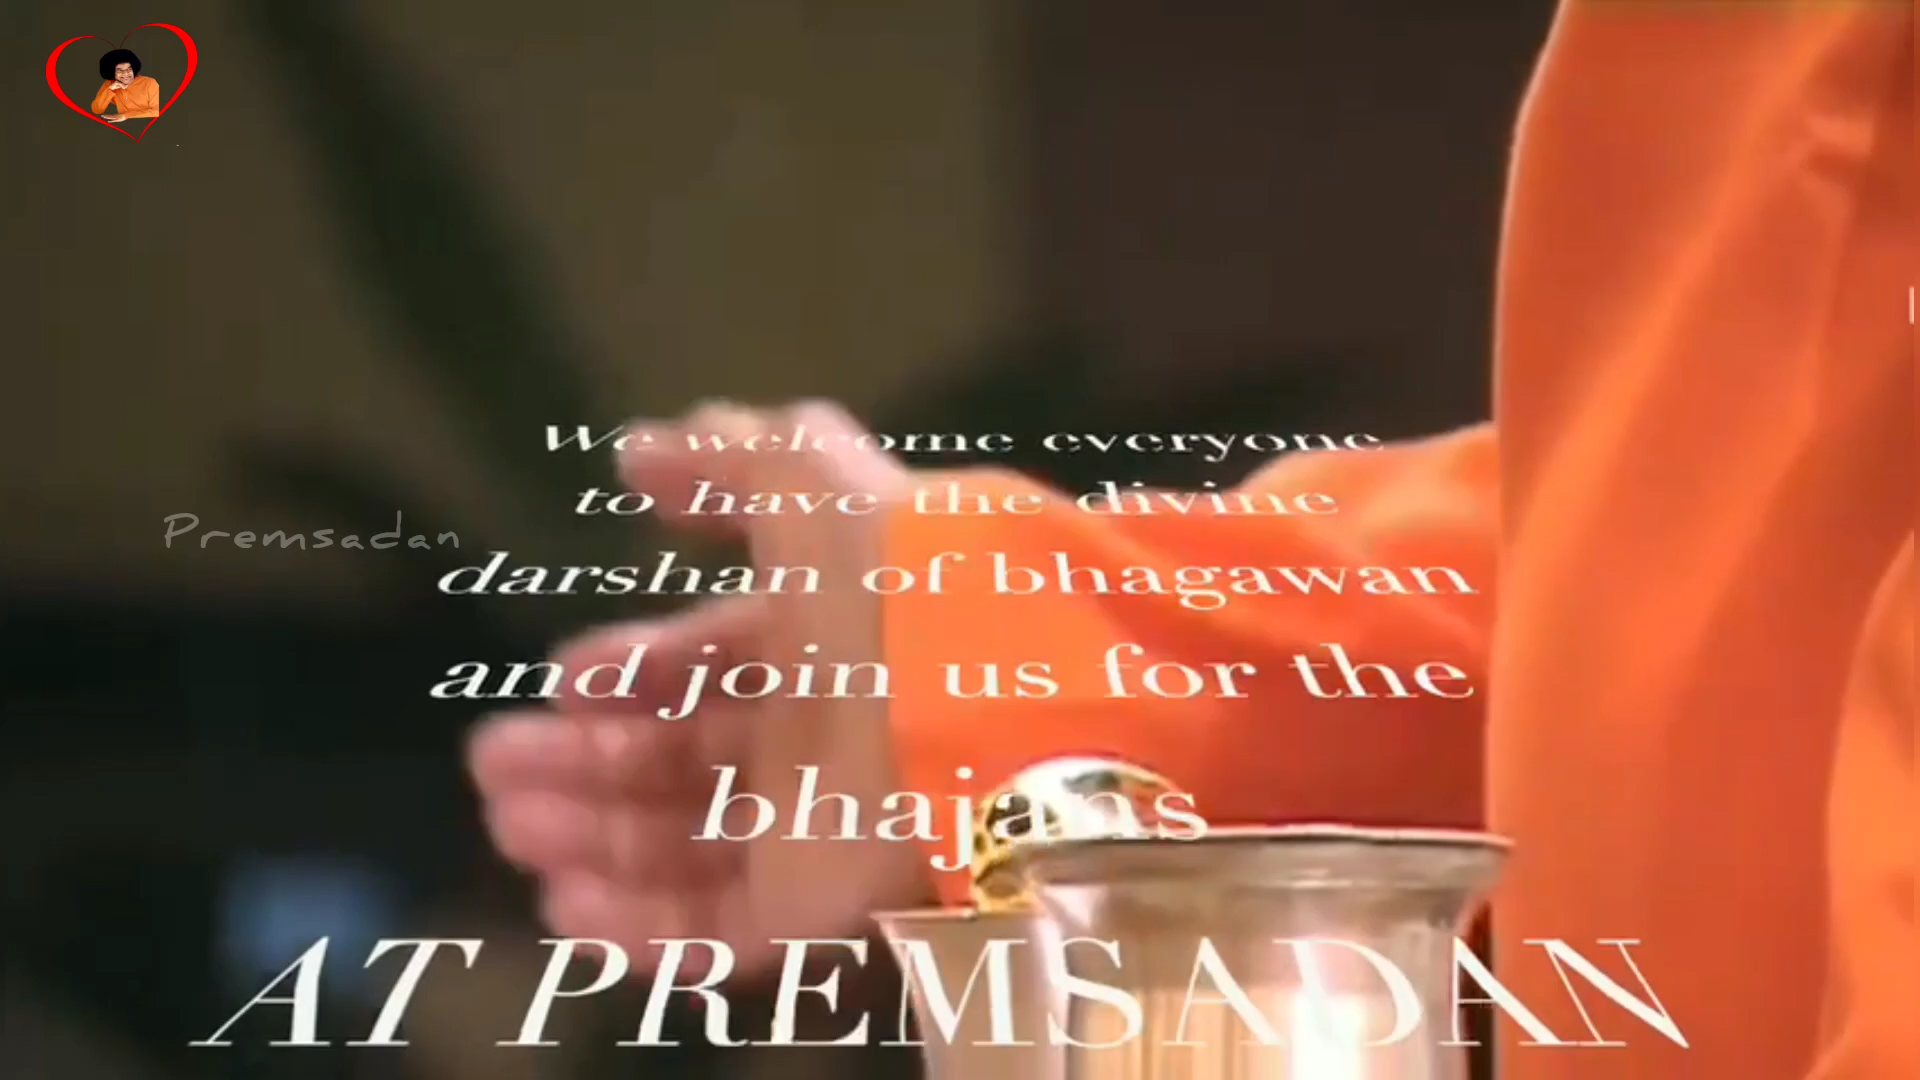 We welcome everyone
to have the divine
Premsadan
darshan of bhagawan
and join us for the
bhajans
AT PREMSADAN